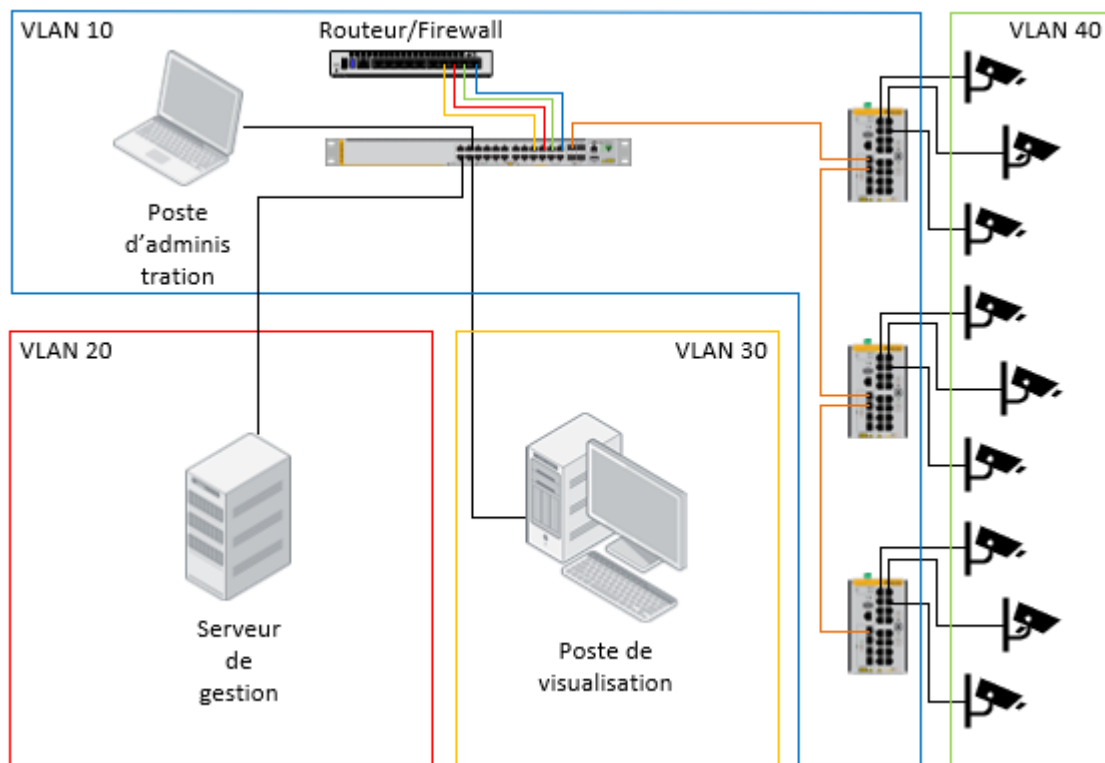 VLAN 10
Routeur/Firewall
VLAN 40
Poste
d’adminis
tration
VLAN 20
VLAN 30
Serveur
de
gestion
Poste de
visualisation